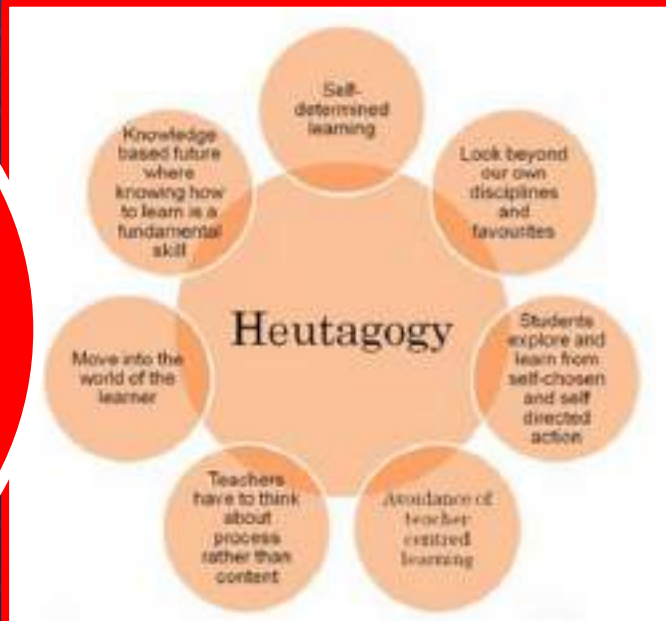 Self-
determined
learning
Look beyond
our own
disciplines
and
favourites
Students
explore and
learn from
self-chosen
and self
directed
action
Avoidance of
teacher
centred
learning
Teachers
have to think
about
process
rather than
content
Move into the
world of the
learner
Knowledge
based future
where
knowing how
to learn is a
fundamental
skill
Heutagogy